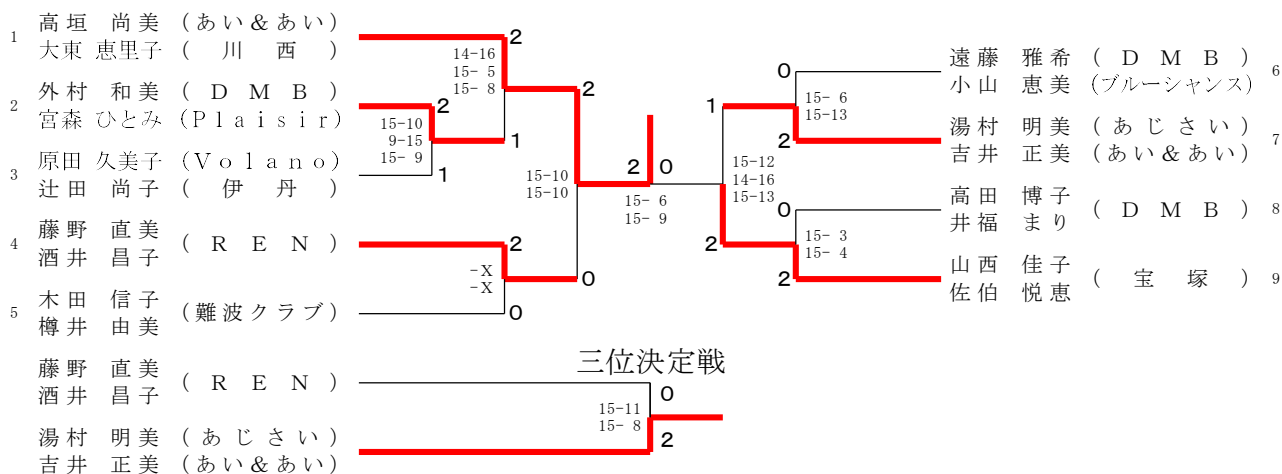 1
高垣 尚美 (あい&あい)
大東 恵里子 ( 川 西 )
2
外村 和美 ( D M B )
宮森 ひとみ (Plaisir)
3
原田 久美子 (Volano)
辻田 尚子 ( 伊 丹 )
4
藤野 直美
酒井 昌子
( R E N )
5
木田 信子
樽井 由美
(難波クラブ)
2
14-16
15- 5
15- 8
1
2
15-10
9-15
15- 9
1
2
-X
-X
0
2
15-10
15-10
0
2 0
15- 6
15- 9
1
15-12
14-16
15-13
2
0
15- 6
15-13
2
0
15- 3
15- 4
2
遠藤 雅希 ( D M B )
小山 恵美 (ブルーシャンス)
6
湯村 明美 (あじさい)
吉井 正美 (あい&あい)
7
高田 博子
井福 まり
( D M B )
8
山西 佳子
佐伯 悦恵
( 宝 塚 )
9
三位決定戦
藤野 直美
酒井 昌子
( R E N )
湯村 明美 (あじさい)
吉井 正美 (あい&あい)
0
15-11
15- 8
2